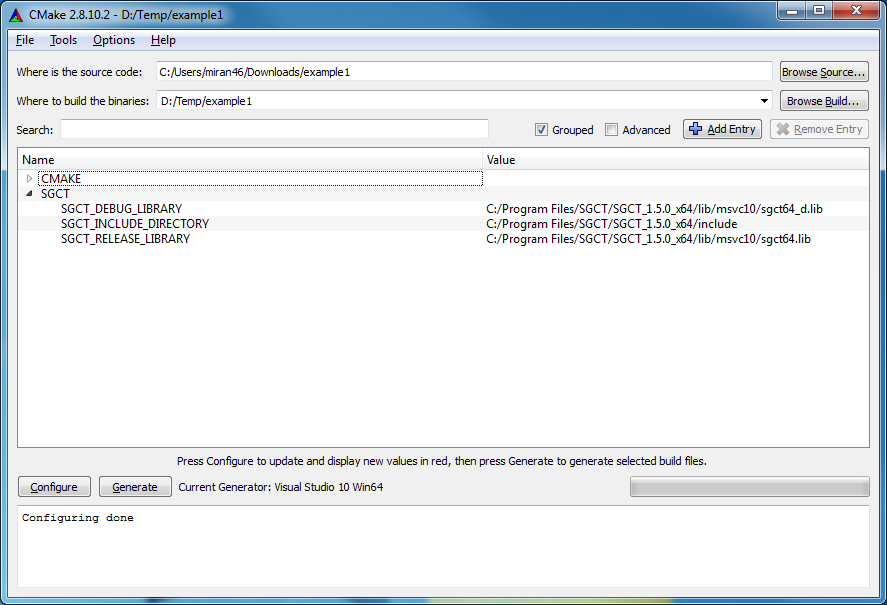 CMake 2.8.10.2 - D:/Temp/example1
File Tools Options Help
Where is the source code: C:/Users/miran46/Downloads/example1 Browse Source...
Where to build the binaries: D:/Temp/example1 Browse Build...
Search: Grouped Advanced Add Entry Remove Entry
Name Value
CMAKE
SGCT
SGCT_DEBUG_LIBRARY C:/Program Files/SGCT/SGCT_1.5.0_x64/lib/msvc10/sgct64_d.lib
SGCT_INCLUDE_DIRECTORY C:/Program Files/SGCT/SGCT_1.5.0_x64/include
SGCT_RELEASE_LIBRARY C:/Program Files/SGCT/SGCT_1.5.0_x64/lib/msvc10/sgct64.lib
Press Configure to update and display new values in red, then press Generate to generate selected build files.
Configure Generate Current Generator: Visual Studio 10 Win64
Configuring done